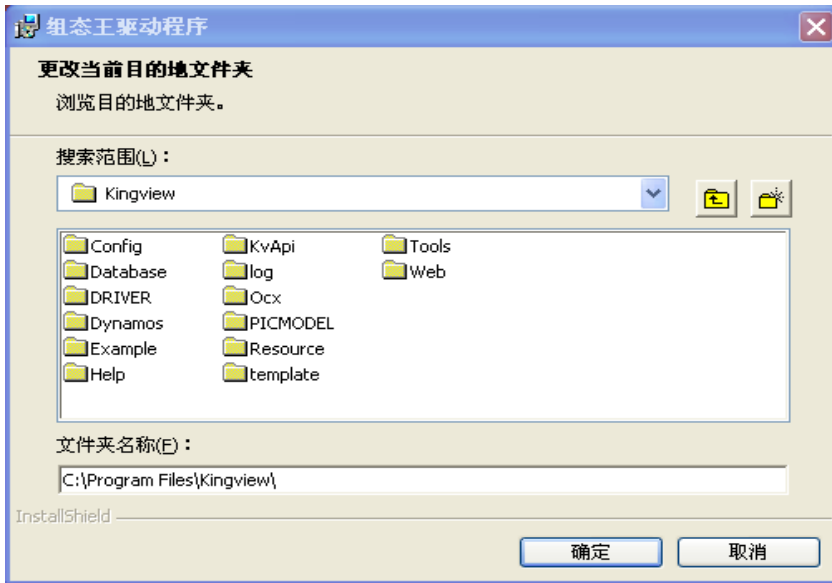 组态王驱动程序
更改当前目的地文件夹
浏览目的地文件夹。
搜索范围(L)：
Kingview
Config KvApi Tools
Database log Web
DRIVER Ocx
Dynamos PICMODEL
Example Resource
Help template
文件夹名称(F)：
C:\Program Files\Kingview\
InstallShield
确定 取消